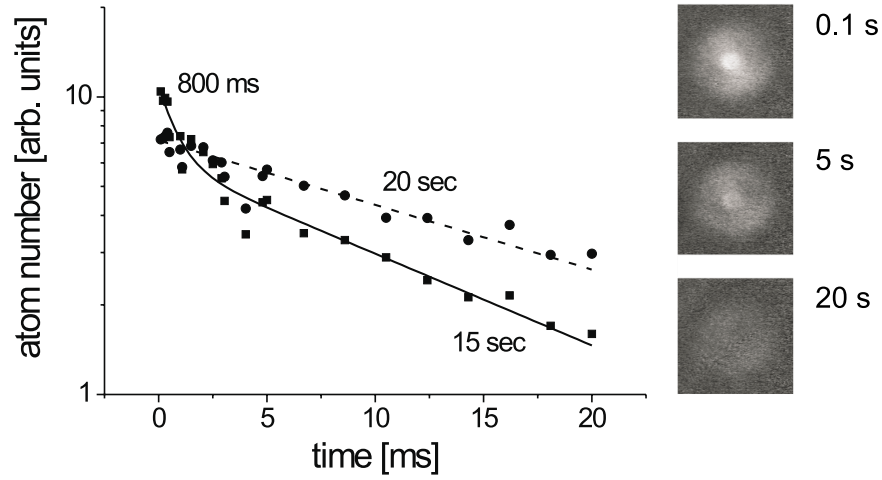 atom number [arb. units]
10
1
800 ms
20 sec
15 sec
0
5
10
15
20
time [ms]
0.1 s
5 s
20 s